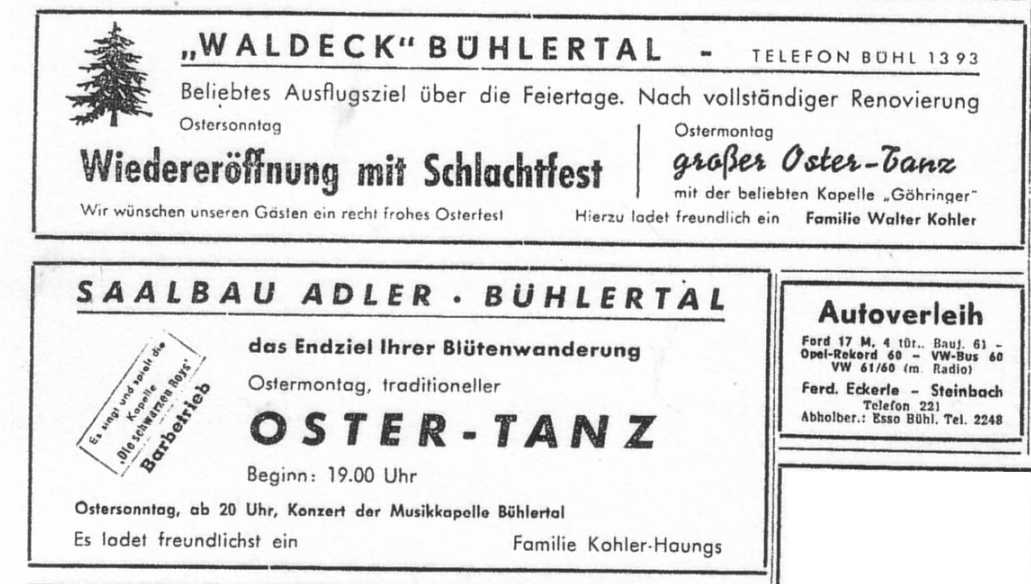 „WALDECK“ BÜHLERTAL - TELEFON BÜHL 13 93
Beliebtes Ausflugsziel über die Feiertage. Nach vollständiger Renovierung
Ostersonntag
Wiedereröffnung mit Schlachtfest
Ostermontag
großer Oster-Tanz
mit der beliebten Kapelle „Göhringer“
Wir wünschen unseren Gästen ein recht frohes Osterfest
Hierzu ladet freundlich ein Familie Walter Kohler
SAALBAU ADLER · BÜHLERTAL
das Endziel Ihrer Blütenwanderung
Es singt und spielt die
Kapelle
„Die schwarzen Boys“
Barbetrieb
Ostermontag, traditioneller
OSTER-TANZ
Beginn: 19.00 Uhr
Ostersonntag, ab 20 Uhr, Konzert der Musikkapelle Bühlertal
Es ladet freundlichst ein Familie Kohler-Haungs
Autoverleih
Ford 17 M, 4 tür., Bauj. 61 -
Opel-Rekord 60 - VW-Bus 60
VW 61/60 (m. Radio)
Ferd. Eckerle - Steinbach
Telefon 221
Abholber.: Esso Bühl, Tel. 2248